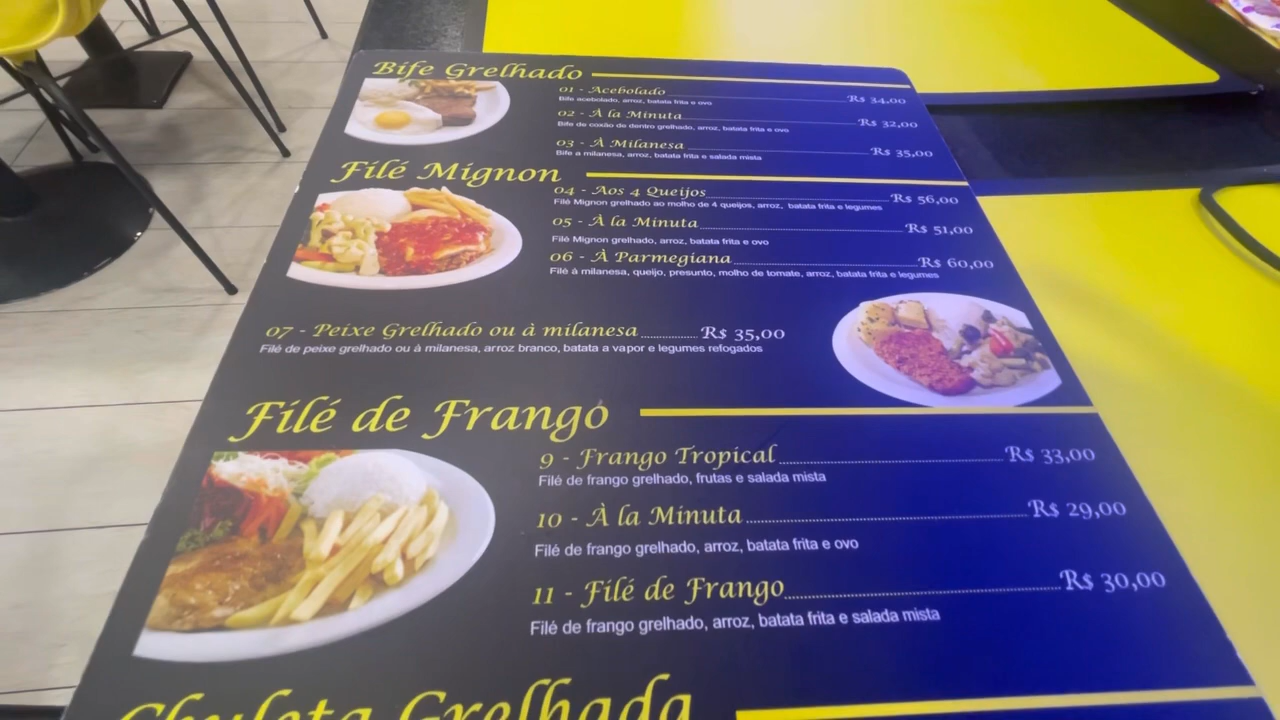 Bife Grelhado
01 - Acebolado R$ 34,00
Bife acebolado, arroz, batata frita e ovo
02 - À la Minuta R$ 32,00
Bife de coxão de dentro grelhado, arroz, batata frita e ovo
03 - À Milanesa R$ 35,00
Bife à milanesa, arroz, batata frita e salada mista
Filé Mignon
04 - Aos 4 Queijos R$ 56,00
Filé Mignon grelhado ao molho de 4 queijos, arroz, batata frita e legumes
05 - À la Minuta R$ 51,00
Filé Mignon grelhado, arroz, batata frita e ovo
06 - À Parmegiana R$ 60,00
Filé à milanesa, queijo, presunto, molho de tomate, arroz, batata frita e legumes
07 - Peixe Grelhado ou à milanesa R$ 35,00
Filé de peixe grelhado ou à milanesa, arroz branco, batata a vapor e legumes refogados
Filé de Frango
9 - Frango Tropical R$ 33,00
Filé de frango grelhado, frutas e salada mista
10 - À la Minuta R$ 29,00
Filé de frango grelhado, arroz, batata frita e ovo
11 - Filé de Frango R$ 30,00
Filé de frango grelhado, arroz, batata frita e salada mista
Chuleta Grelhada